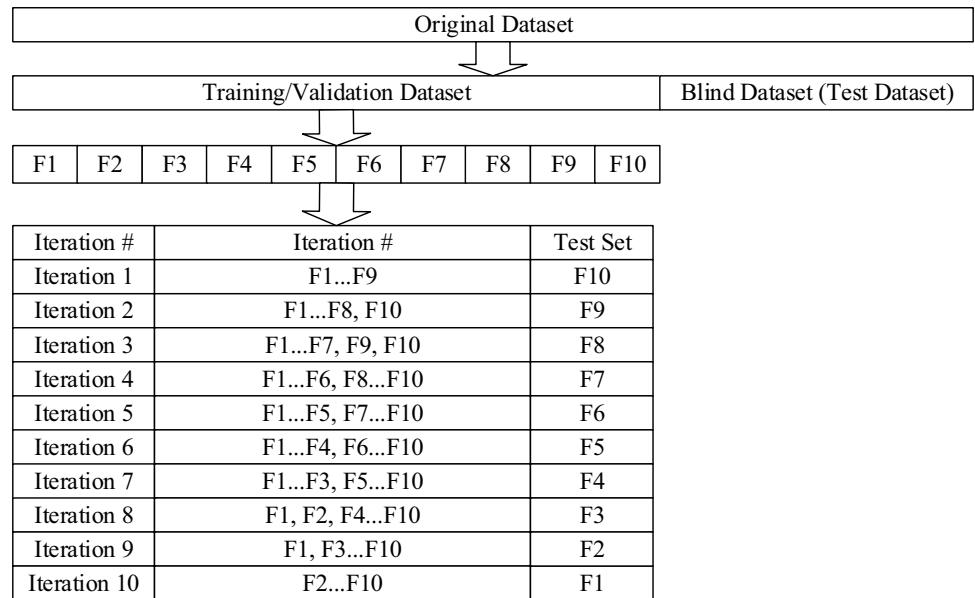 Original Dataset
Training/Validation Dataset Blind Dataset (Test Dataset)
F1 F2 F3 F4 F5 F6 F7 F8 F9 F10
Iteration # Iteration # Test Set
Iteration 1 F1...F9 F10
Iteration 2 F1...F8, F10 F9
Iteration 3 F1...F7, F9, F10 F8
Iteration 4 F1...F6, F8...F10 F7
Iteration 5 F1...F5, F7...F10 F6
Iteration 6 F1...F4, F6...F10 F5
Iteration 7 F1...F3, F5...F10 F4
Iteration 8 F1, F2, F4...F10 F3
Iteration 9 F1, F3...F10 F2
Iteration 10 F2...F10 F1